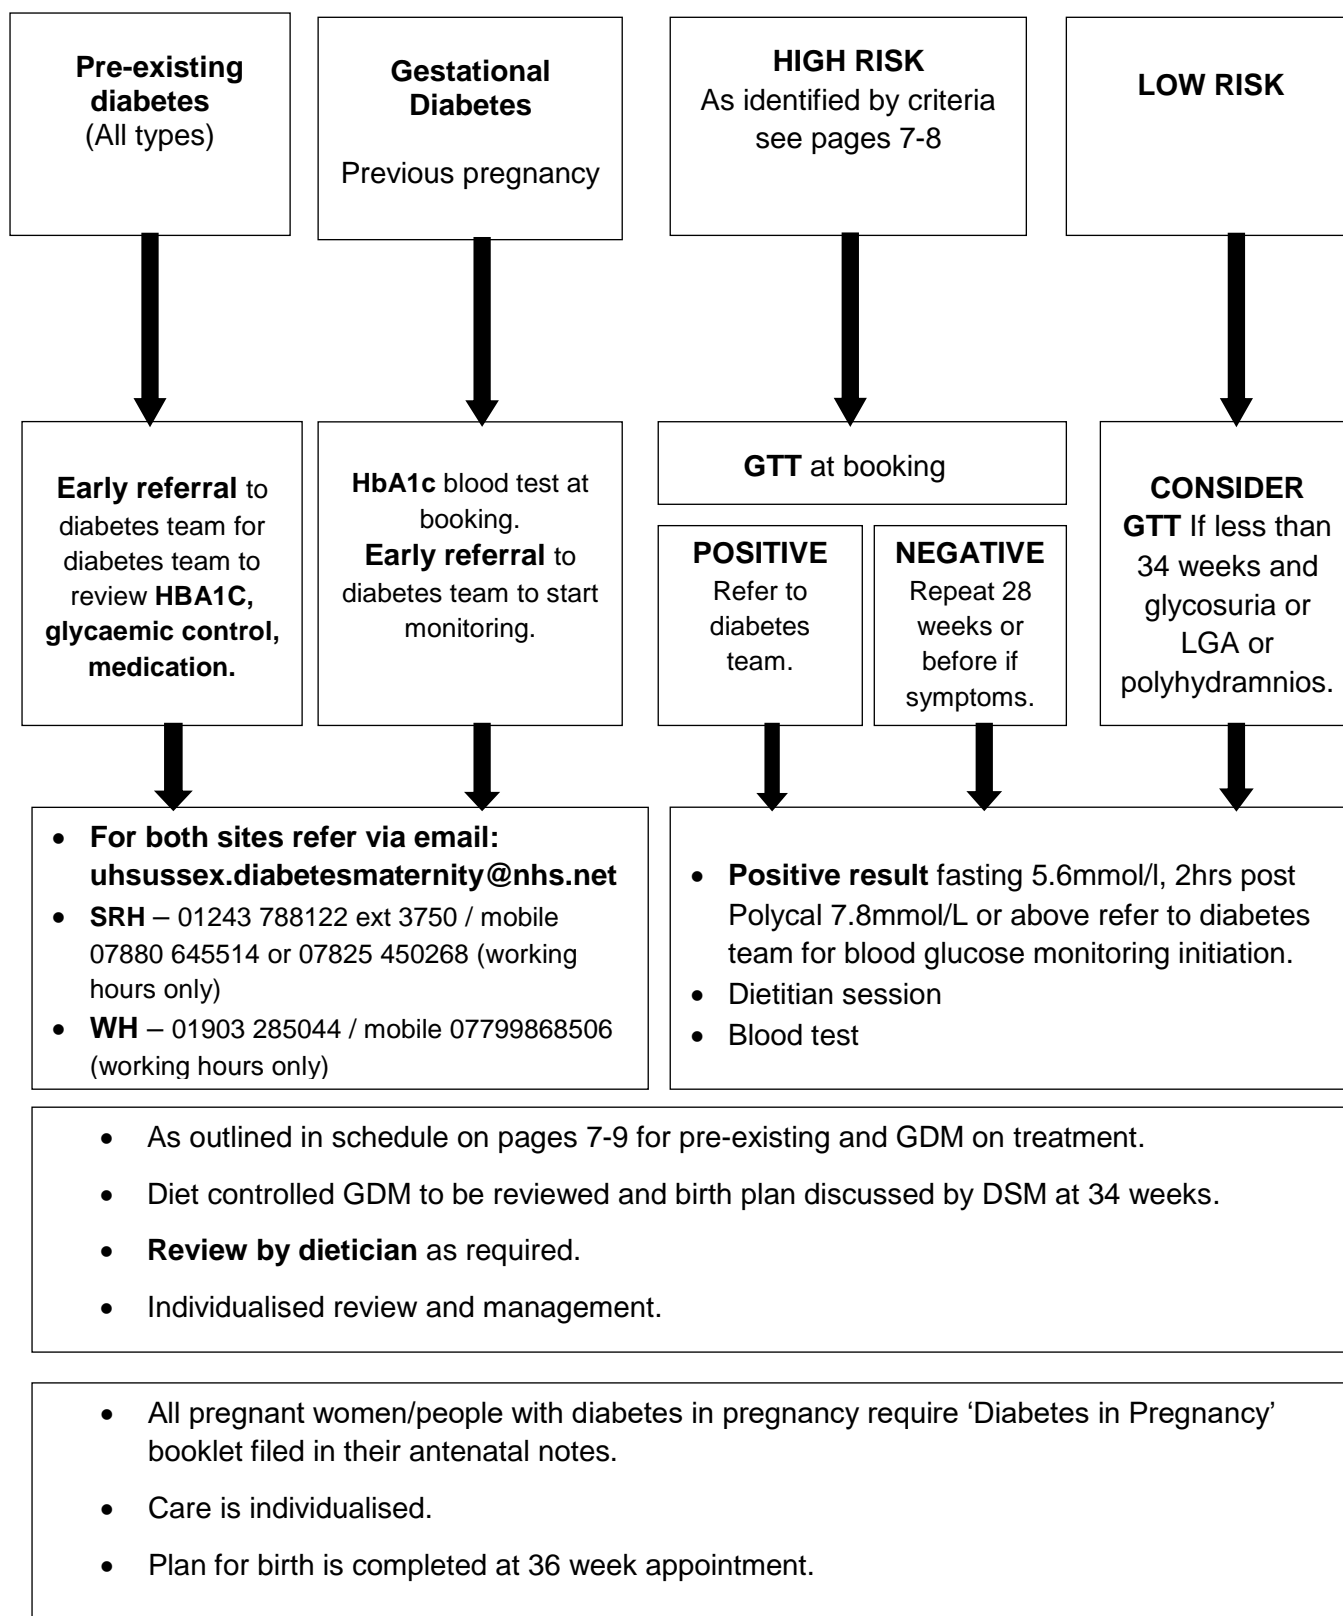 Pre-existing
diabetes
(All types)
Gestational
Diabetes
Previous pregnancy
HIGH RISK
As identified by criteria
see pages 7-8
LOW RISK
Early referral to
diabetes team for
diabetes team to
review HBA1C,
glycaemic control,
medication.
HbA1c blood test at
booking.
Early referral to
diabetes team to start
monitoring.
GTT at booking
POSITIVE
Refer to
diabetes
team.
NEGATIVE
Repeat 28
weeks or
before if
symptoms.
CONSIDER
GTT If less than
34 weeks and
glycosuria or
LGA or
polyhydramnios.
• For both sites refer via email:
uhsussex.diabetesmaternity@nhs.net
• SRH – 01243 788122 ext 3750 / mobile
07880 645514 or 07825 450268 (working
hours only)
• WH – 01903 285044 / mobile 07799868506
(working hours only)
• Positive result fasting 5.6mmol/l, 2hrs post
Polycal 7.8mmol/L or above refer to diabetes
team for blood glucose monitoring initiation.
• Dietitian session
• Blood test
• As outlined in schedule on pages 7-9 for pre-existing and GDM on treatment.
• Diet controlled GDM to be reviewed and birth plan discussed by DSM at 34 weeks.
• Review by dietician as required.
• Individualised review and management.
• All pregnant women/people with diabetes in pregnancy require ‘Diabetes in Pregnancy’
booklet filed in their antenatal notes.
• Care is individualised.
• Plan for birth is completed at 36 week appointment.